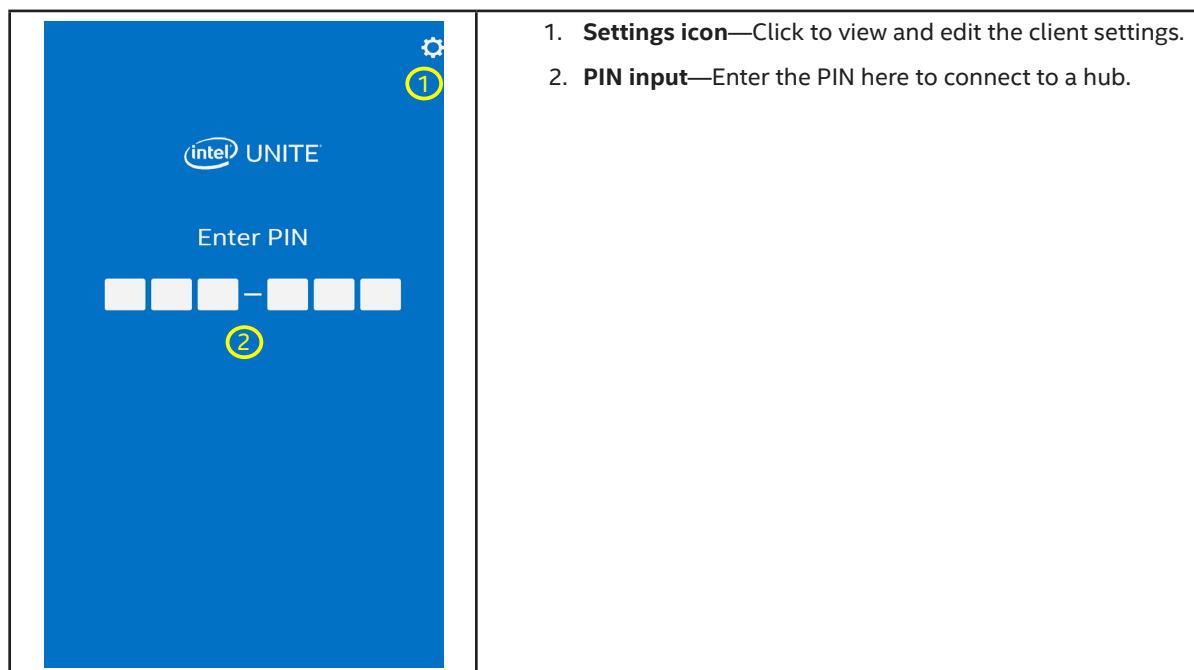 1
intel UNITE
Enter PIN
2
1. Settings icon—Click to view and edit the client settings.
2. PIN input—Enter the PIN here to connect to a hub.